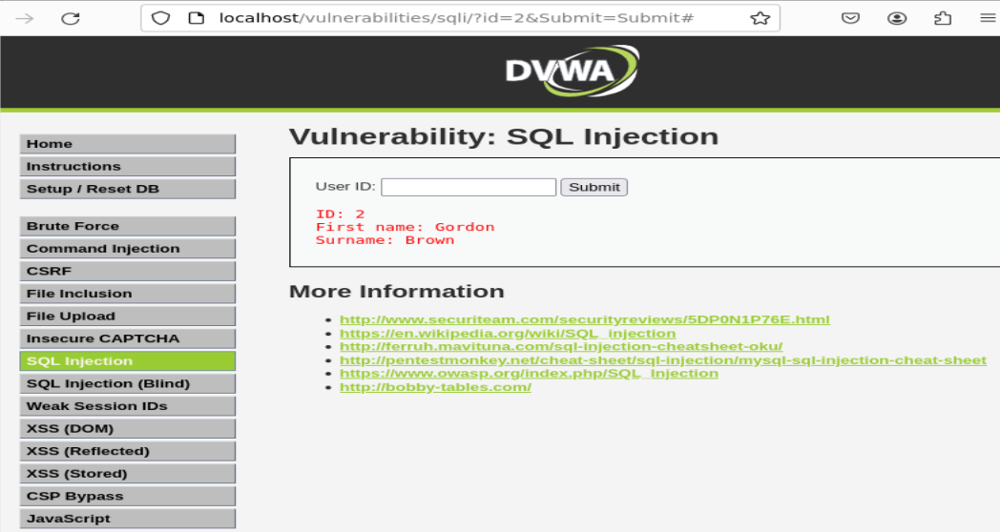 localhost/vulnerabilities/sqli/?id=2&Submit=Submit#
DVWA
Home
Instructions
Setup / Reset DB
Brute Force
Command Injection
CSRF
File Inclusion
File Upload
Insecure CAPTCHA
SQL Injection
SQL Injection (Blind)
Weak Session IDs
XSS (DOM)
XSS (Reflected)
XSS (Stored)
CSP Bypass
JavaScript
Vulnerability: SQL Injection
User ID: Submit
ID: 2
First name: Gordon
Surname: Brown
More Information
http://www.securiteam.com/securityreviews/5DP0N1P76E.html
https://en.wikipedia.org/wiki/SQL_injection
http://ferruh.mavituna.com/sql-injection-cheatsheet-oku/
http://pentestmonkey.net/cheat-sheet/sql-injection/mysql-sql-injection-cheat-sheet
https://www.owasp.org/index.php/SQL_Injection
http://bobby-tables.com/